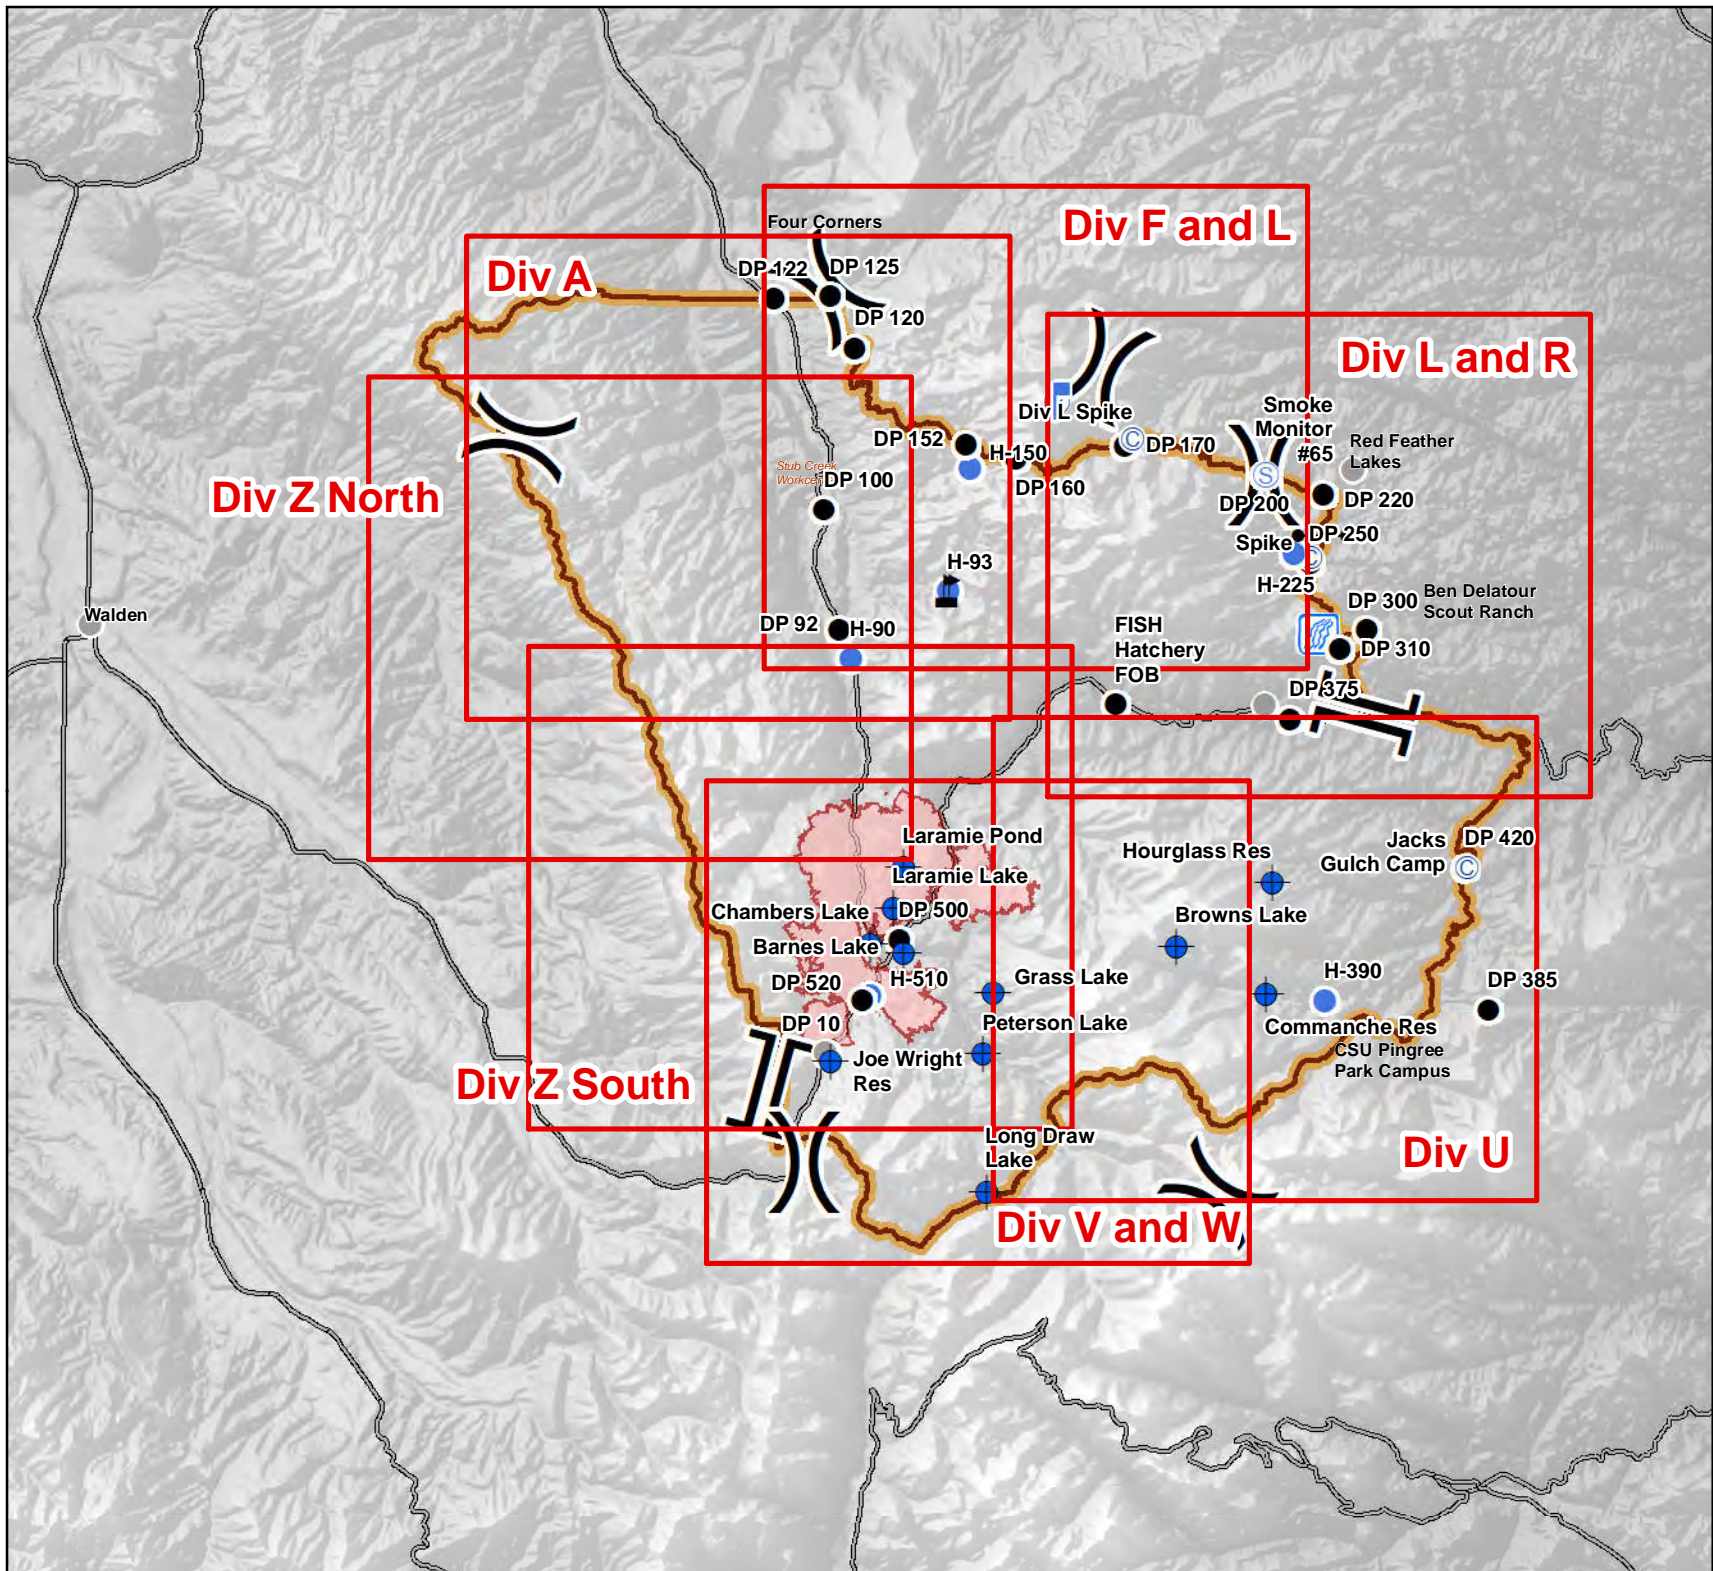 Four Corners
Div F and L
Div A
DP 122
DP 125
DP 120
Div L and R
Div L Spike
Smoke
Monitor
#65
DP 152
H-150
DP 170
Red Feather
Lakes
Stub Creek
DP 100
DP 160
DP 200
DP 220
Div Z North
Spike
DP 250
H-93
H-225
Ben Delatour
Scout Ranch
Walden
DP 92
H-90
FISH
Hatchery
FOB
DP 300
DP 310
DP 375
Laramie Pond
Laramie Lake
Hourglass Res
Jacks
Gulch Camp
DP 420
Chambers Lake
DP 500
Browns Lake
Barnes Lake
DP 520
H-510
Grass Lake
H-390
DP 385
DP 10
Peterson Lake
Commanche Res
CSU Pingree
Park Campus
Joe Wright
Res
Div Z South
Long Draw
Lake
Div U
Div V and W